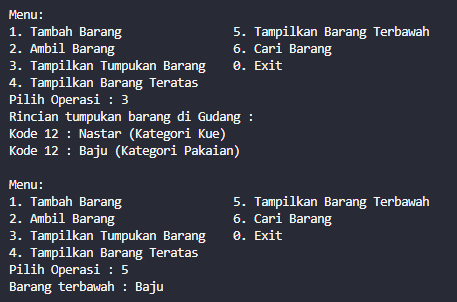 Menu:
1. Tambah Barang 5. Tampilkan Barang Terbawah
2. Ambil Barang 6. Cari Barang
3. Tampilkan Tumpukan Barang 0. Exit
4. Tampilkan Barang Teratas
Pilih Operasi : 3
Rincian tumpukan barang di Gudang :
Kode 12 : Nastar (Kategori Kue)
Kode 12 : Baju (Kategori Pakaian)

Menu:
1. Tambah Barang 5. Tampilkan Barang Terbawah
2. Ambil Barang 6. Cari Barang
3. Tampilkan Tumpukan Barang 0. Exit
4. Tampilkan Barang Teratas
Pilih Operasi : 5
Barang terbawah : Baju